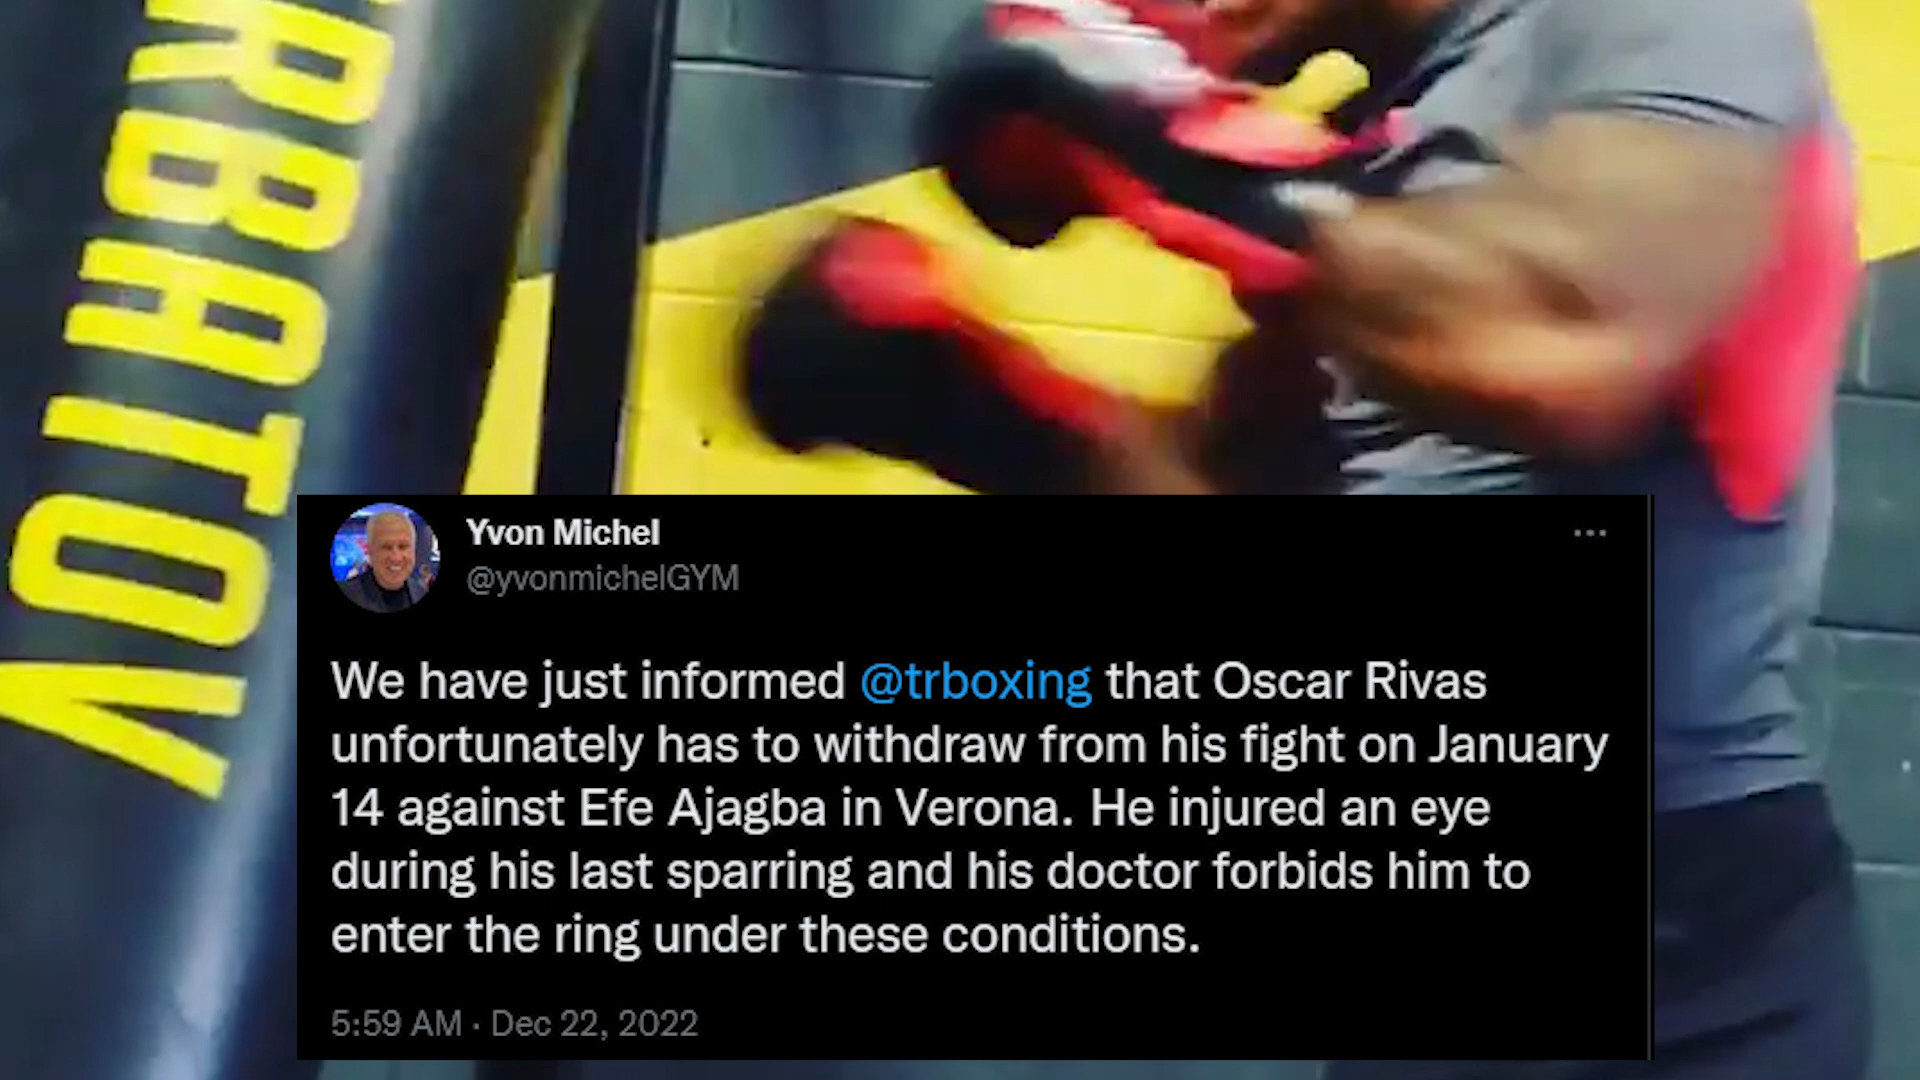 RBATOV
Yvon Michel
@yvonmichelGYM
We have just informed @trboxing that Oscar Rivas
unfortunately has to withdraw from his fight on January
14 against Efe Ajagba in Verona. He injured an eye
during his last sparring and his doctor forbids him to
enter the ring under these conditions.
5:59 AM · Dec 22, 2022